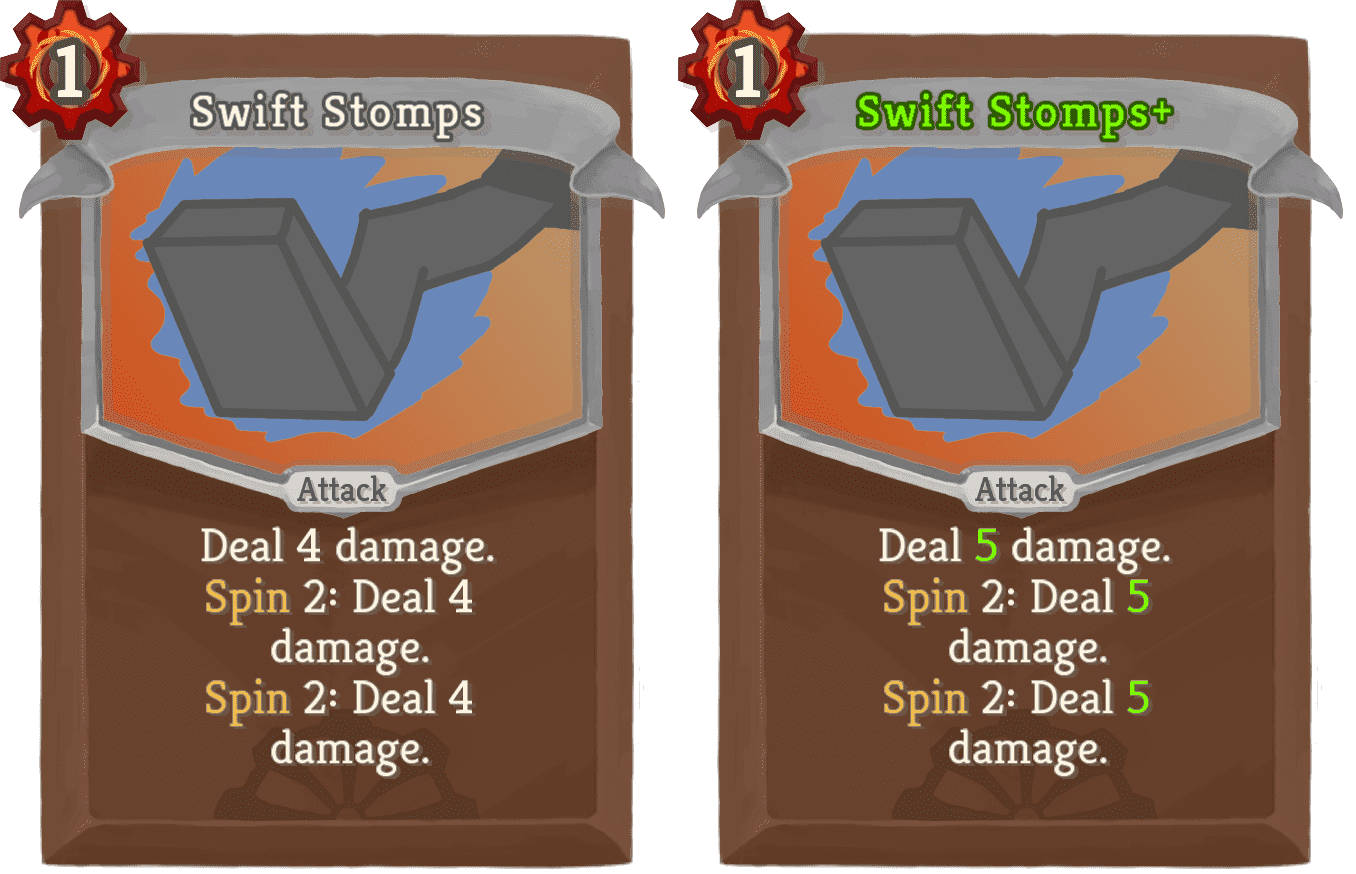 1
Swift Stomps
Attack
Deal 4 damage.
Spin 2: Deal 4
damage.
Spin 2: Deal 4
damage.
1
Swift Stomps+
Attack
Deal 5 damage.
Spin 2: Deal 5
damage.
Spin 2: Deal 5
damage.